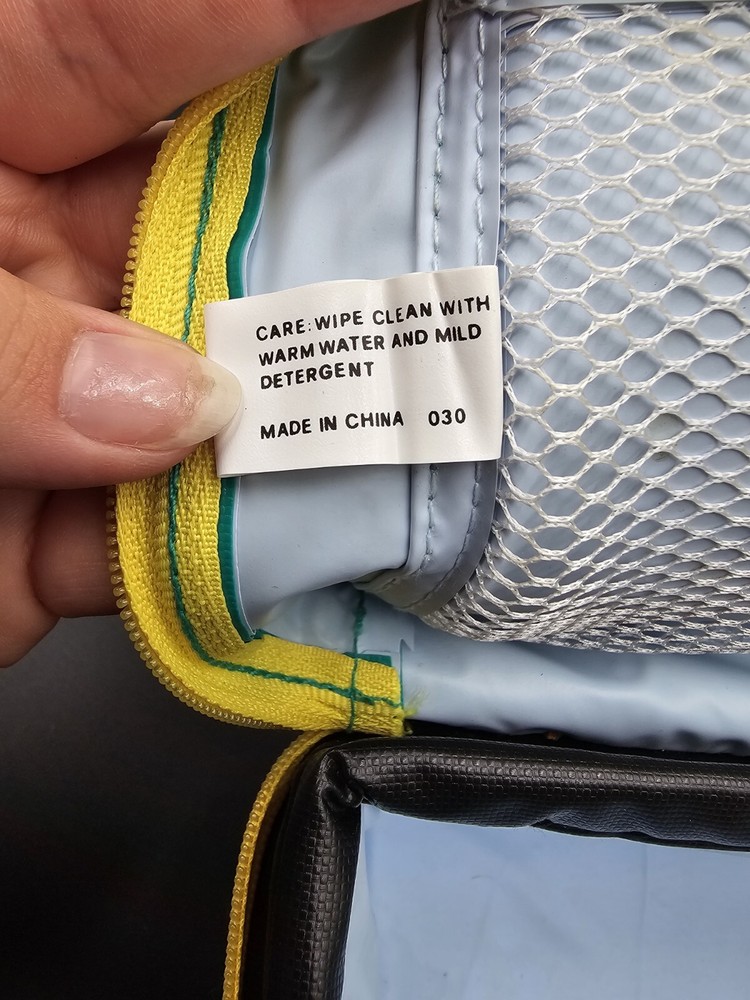 CARE: WIPE CLEAN WITH
WARM WATER AND MILD
DETERGENT
MADE IN CHINA 030